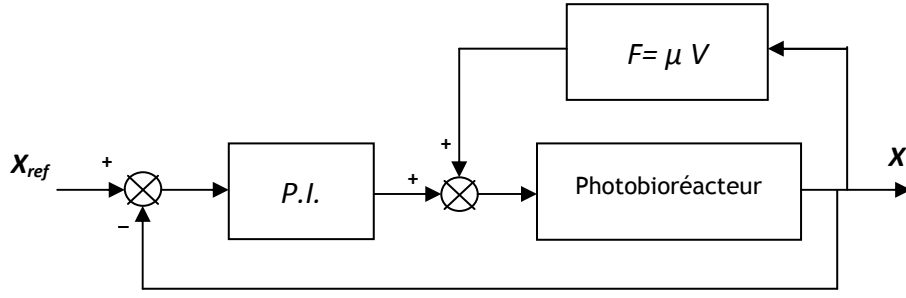 F= μ V
+
X_ref
+
P.I.
+
Photobioréacteur
X
−